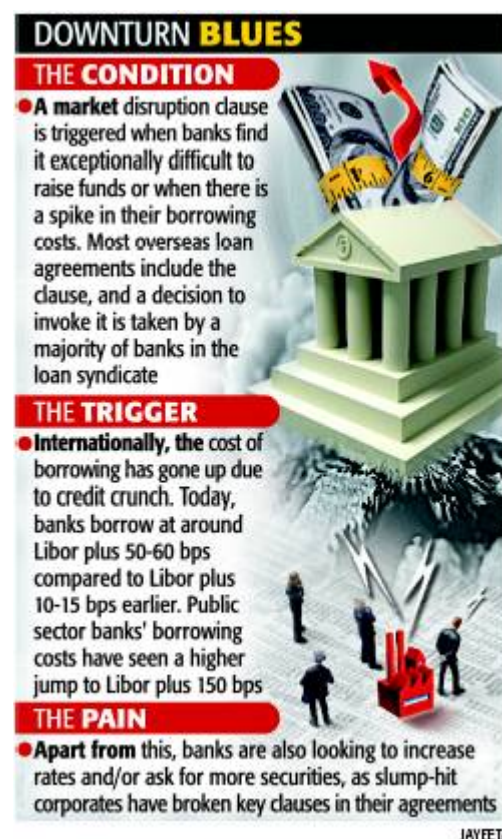 DOWNTURN BLUES
THE CONDITION
A market disruption clause
is triggered when banks find
it exceptionally difficult to
raise funds or when there is
a spike in their borrowing
costs. Most overseas loan
agreements include the
clause, and a decision to
invoke it is taken by a
majority of banks in the
loan syndicate
THE TRIGGER
Internationally, the cost of
borrowing has gone up due
to credit crunch. Today,
banks borrow at around
Libor plus 50-60 bps
compared to Libor plus
10-15 bps earlier. Public
sector banks' borrowing
costs have seen a higher
jump to Libor plus 150 bps
THE PAIN
Apart from this, banks are also looking to increase
rates and/or ask for more securities, as slump-hit
corporates have broken key clauses in their agreements